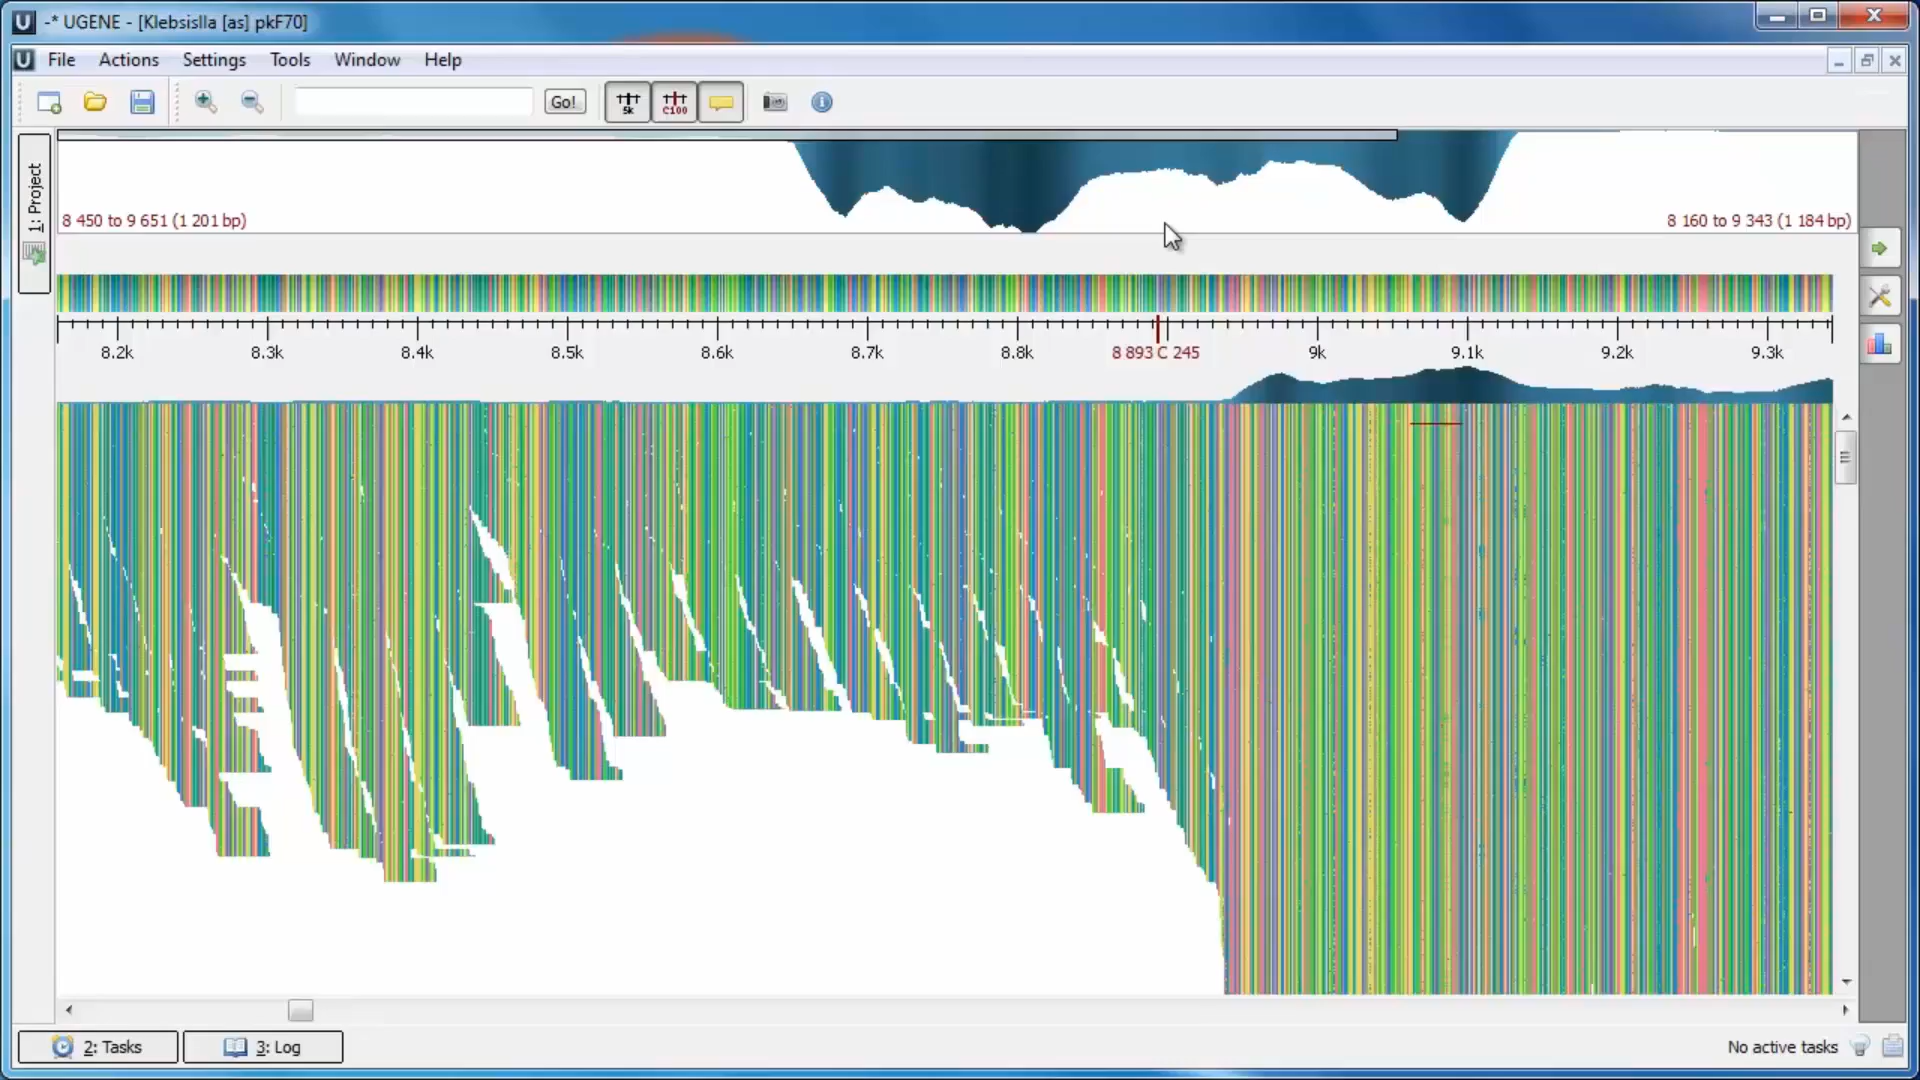 -* UGENE - [Klebsislla [as] pkF70]
File Actions Settings Tools Window Help
Go!
5k
C100
1: Project
8 450 to 9 651 (1 201 bp)
8 160 to 9 343 (1 184 bp)
8.2k 8.3k 8.4k 8.5k 8.6k 8.7k 8.8k 8 893 C 245 9k 9.1k 9.2k 9.3k
2: Tasks
3: Log
No active tasks